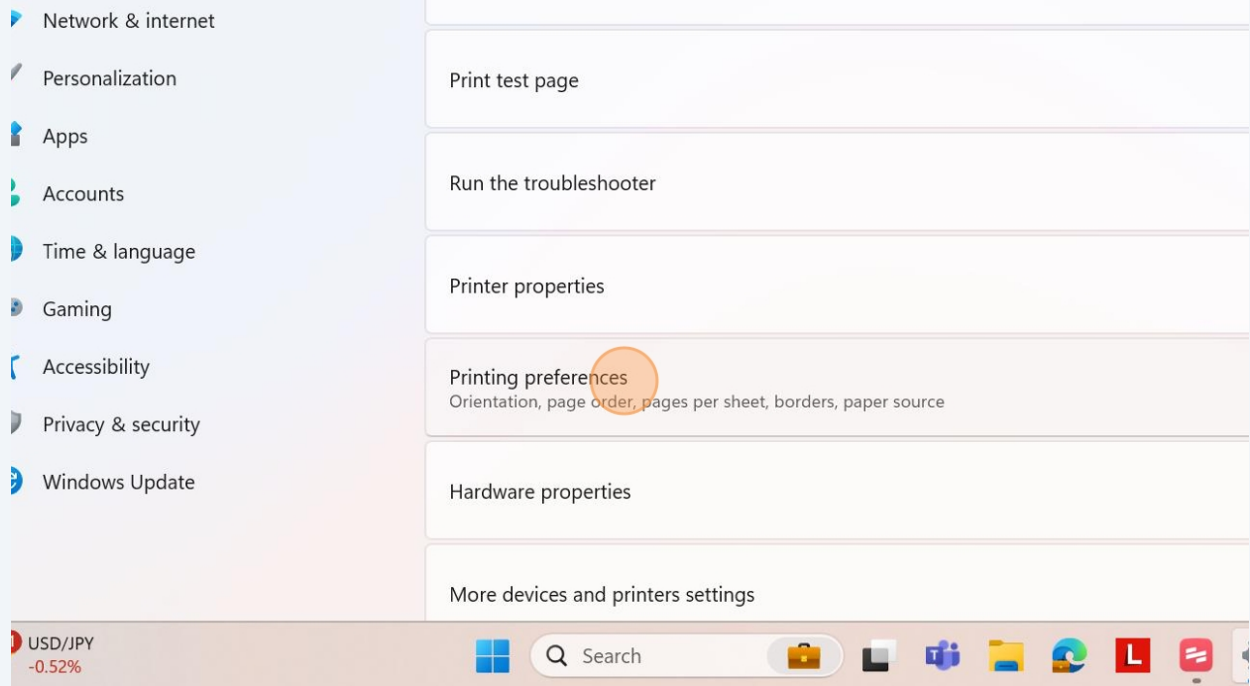 Network & internet
Personalization
Apps
Accounts
Time & language
Gaming
Accessibility
Privacy & security
Windows Update
Print test page
Run the troubleshooter
Printer properties
Printing preferences
Orientation, page order, pages per sheet, borders, paper source
Hardware properties
More devices and printers settings
USD/JPY
-0.52%
Search
L